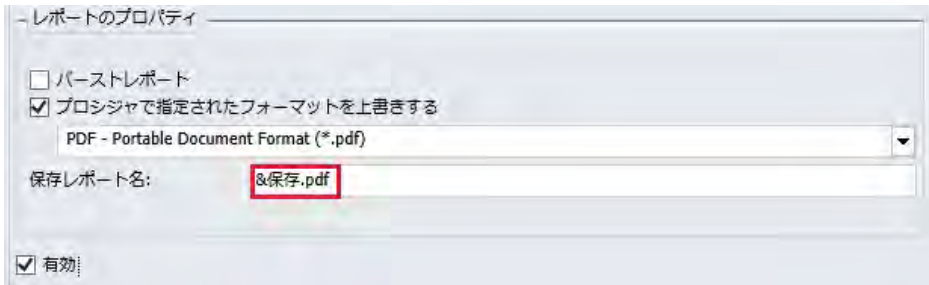 レポートのプロパティ
バーストレポート
プロシジャで指定されたフォーマットを上書きする
PDF - Portable Document Format (*.pdf)
保存レポート名: &保存.pdf
有効